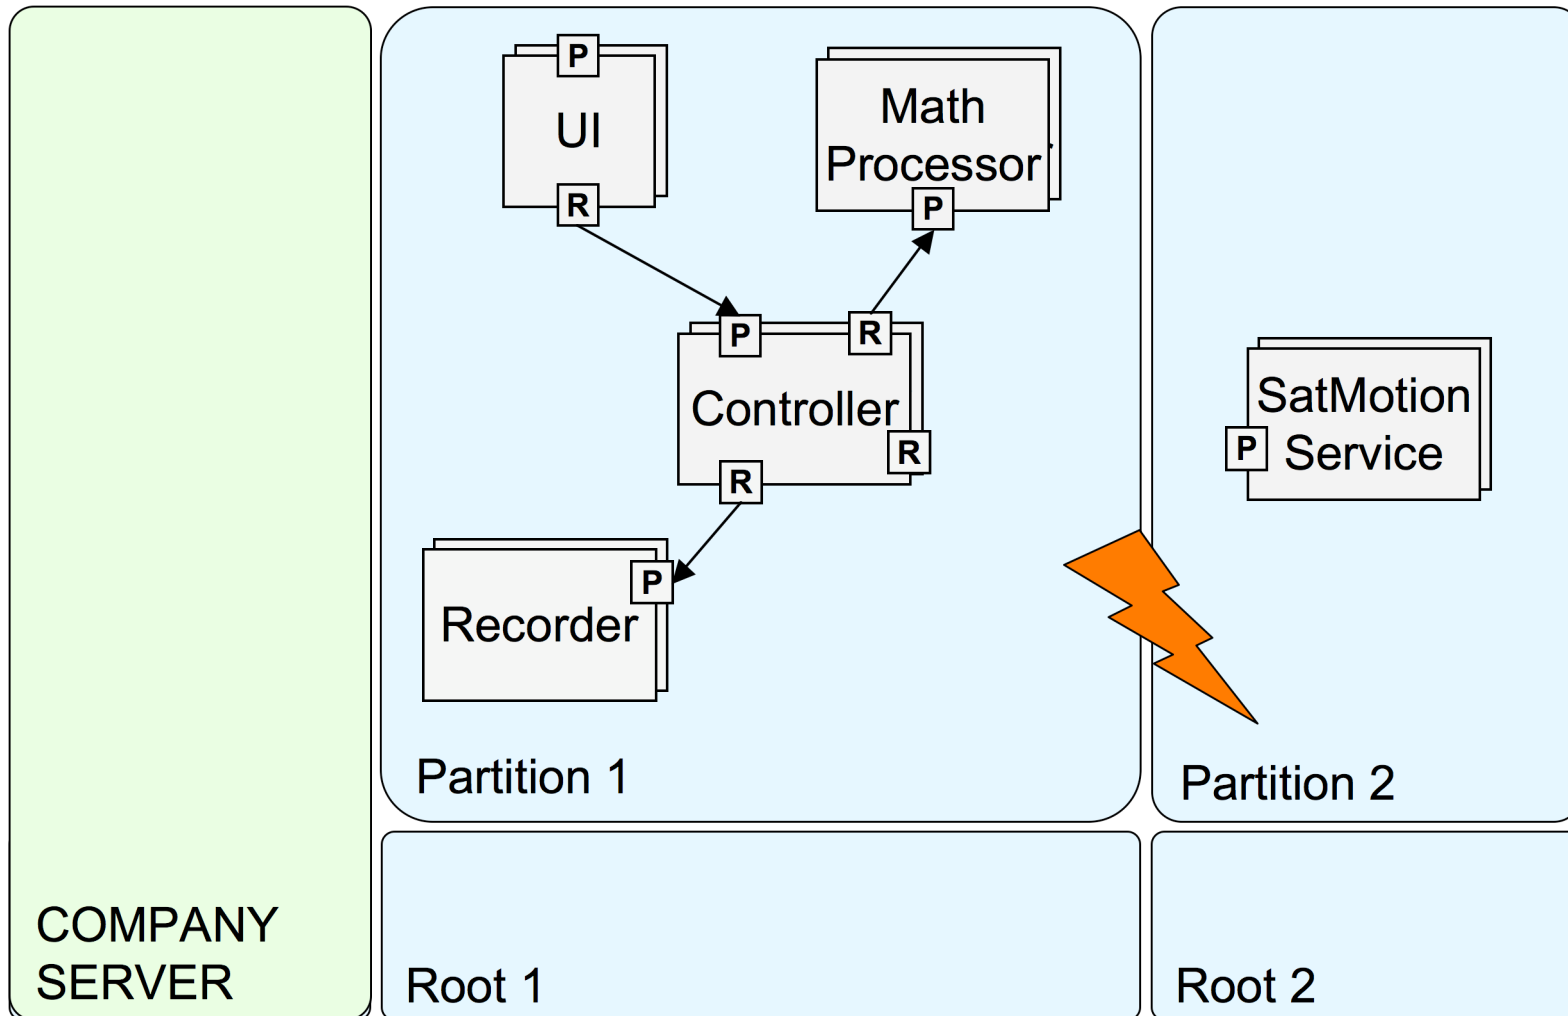 P
UI
R
Math
Processor
P
P
R
Controller
R
R
P
Recorder
SatMotion
P
Service
Partition 1
Partition 2
COMPANY
SERVER
Root 1
Root 2